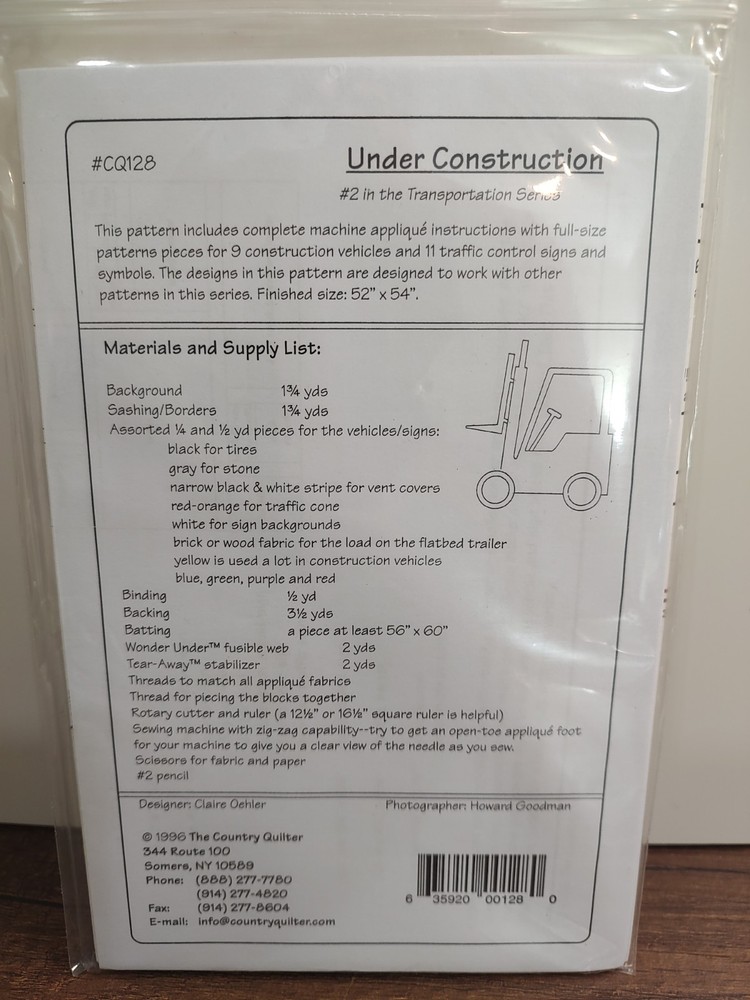 #CQ128
Under Construction
#2 in the Transportation Series
This pattern includes complete machine appliqué instructions with full-size
patterns pieces for 9 construction vehicles and 11 traffic control signs and
symbols. The designs in this pattern are designed to work with other
patterns in this series. Finished size: 52" x 54".
Materials and Supply List:
Background 1¾ yds
Sashing/Borders 1¾ yds
Assorted ¼ and ½ yd pieces for the vehicles/signs:
black for tires
gray for stone
narrow black & white stripe for vent covers
red-orange for traffic cone
white for sign backgrounds
brick or wood fabric for the load on the flatbed trailer
yellow is used a lot in construction vehicles
blue, green, purple and red
Binding ½ yd
Backing 3½ yds
Batting a piece at least 56" x 60"
Wonder Under™ fusible web 2 yds
Tear-Away™ stabilizer 2 yds
Threads to match all appliqué fabrics
Thread for piecing the blocks together
Rotary cutter and ruler (a 12½" or 16½" square ruler is helpful)
Sewing machine with zig-zag capability--try to get an open-toe appliqué foot
for your machine to give you a clear view of the needle as you sew.
Scissors for fabric and paper
#2 pencil
Designer: Claire Oehler Photographer: Howard Goodman
© 1996 The Country Quilter
344 Route 100
Somers, NY 10589
Phone: (888) 277-7780
(914) 277-4820
Fax: (914) 277-8604
E-mail: info@countryquilter.com
6 35920 00128 0